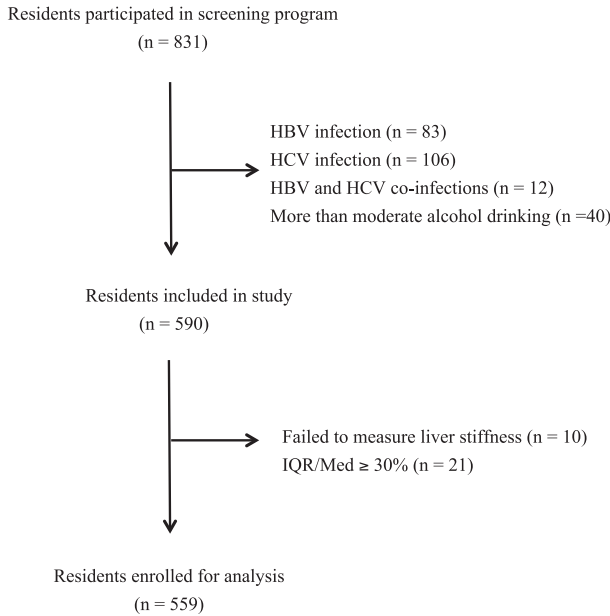 Residents participated in screening program
(n = 831)
HBV infection (n = 83)
HCV infection (n = 106)
HBV and HCV co-infections (n = 12)
More than moderate alcohol drinking (n =40)
Residents included in study
(n = 590)
Failed to measure liver stiffness (n = 10)
IQR/Med ≥ 30% (n = 21)
Residents enrolled for analysis
(n = 559)